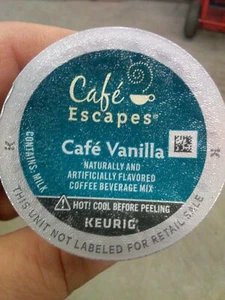 Café
Escapes®
Café Vanilla
NATURALLY AND
ARTIFICIALLY FLAVORED
COFFEE BEVERAGE MIX
CONTAINS: MILK
HOT! COOL BEFORE PEELING
KEURIG®
THIS UNIT NOT LABELED FOR RETAIL SALE